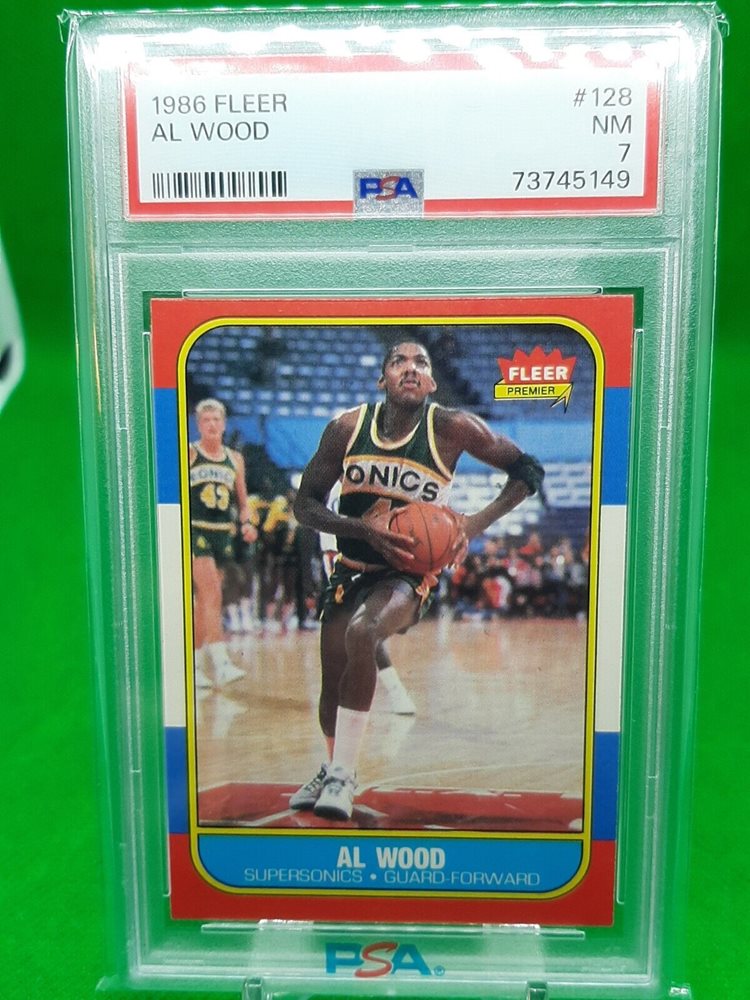 1986 FLEER #128
AL WOOD NM
7
PSA 73745149
FLEER
PREMIER
ONICS
ONIC
43
AL WOOD
SUPERSONICS • GUARD-FORWARD
PSA®